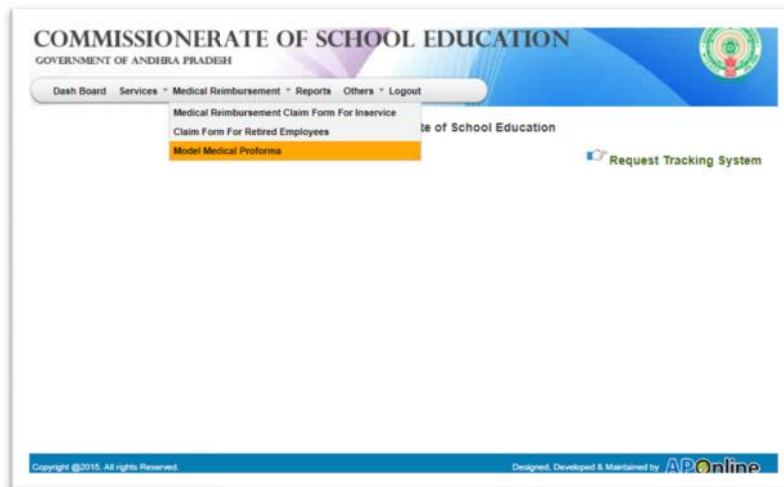 COMMISSIONERATE OF SCHOOL EDUCATION
GOVERNMENT OF ANDHRA PRADESH
Dash Board Services Medical Reimbursement Reports Others Logout
Medical Reimbursement Claim Form For Inservice
Claim Form For Retired Employees
te of School Education
Model Medical Proforma
Request Tracking System
Copyright @2015. All rights Reserved.
Designed, Developed & Maintained by APOnline